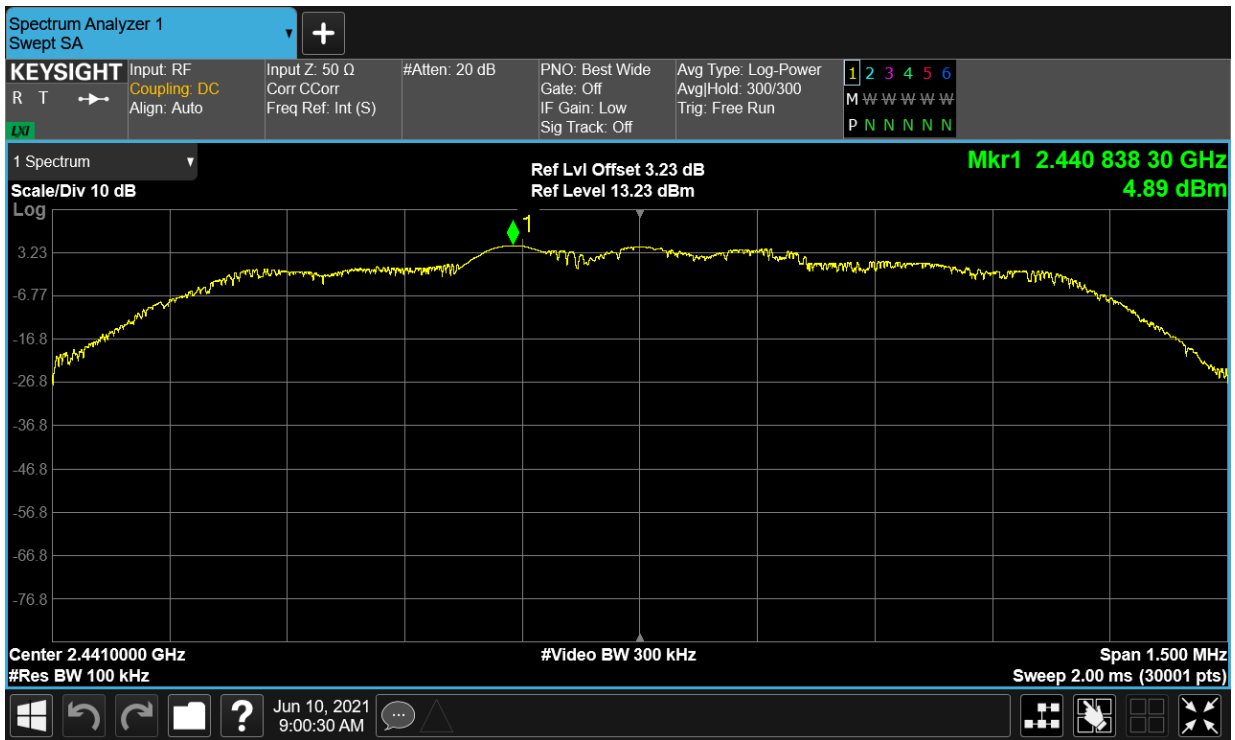 Spectrum Analyzer 1
Swept SA
▼
+
KEYSIGHT
R T
LXI
Input: RF
Coupling: DC
Align: Auto
Input Z: 50 Ω
Corr CCorr
Freq Ref: Int (S)
#Atten: 20 dB
PNO: Best Wide
Gate: Off
IF Gain: Low
Sig Track: Off
Avg Type: Log-Power
Avg|Hold: 300/300
Trig: Free Run
1 2 3 4 5 6
M W W W W W
P N N N N N
1 Spectrum ▼
Scale/Div 10 dB
Log
Ref Lvl Offset 3.23 dB
Ref Level 13.23 dBm
Mkr1 2.440 838 30 GHz
4.89 dBm
1
3.23
-6.77
-16.8
-26.8
-36.8
-46.8
-56.8
-66.8
-76.8
Center 2.4410000 GHz
#Res BW 100 kHz
#Video BW 300 kHz
Span 1.500 MHz
Sweep 2.00 ms (30001 pts)
?
Jun 10, 2021
9:00:30 AM